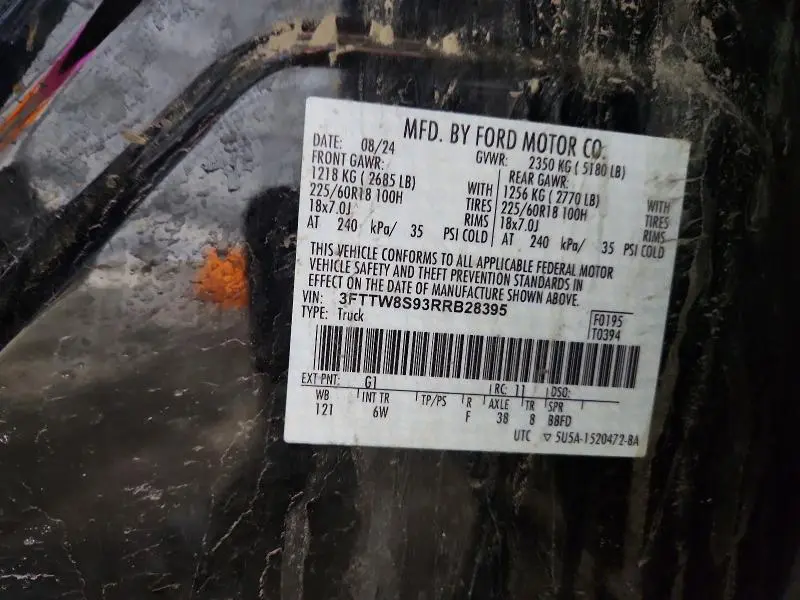 MFD. BY FORD MOTOR CO.
DATE: 08/24 GVWR: 2350 KG ( 5180 LB)
FRONT GAWR: REAR GAWR:
1218 KG ( 2685 LB) WITH 1256 KG ( 2770 LB) WITH
225/60R18 100H TIRES 225/60R18 100H TIRES
18x7.0J RIMS 18x7.0J RIMS
AT 240 kPa/ 35 PSI COLD AT 240 kPa/ 35 PSI COLD
THIS VEHICLE CONFORMS TO ALL APPLICABLE FEDERAL MOTOR
VEHICLE SAFETY AND THEFT PREVENTION STANDARDS IN
EFFECT ON THE DATE OF MANUFACTURE SHOWN ABOVE.
VIN: 3FTTW8S93RRB28395
TYPE: Truck F0195
T0394
EXT PNT: G1 RC: 11 DSO:
WB INT TR TP/PS R AXLE TR SPR
121 6W F 38 8 BBFD
UTC ▽ 5U5A-1520472-BA